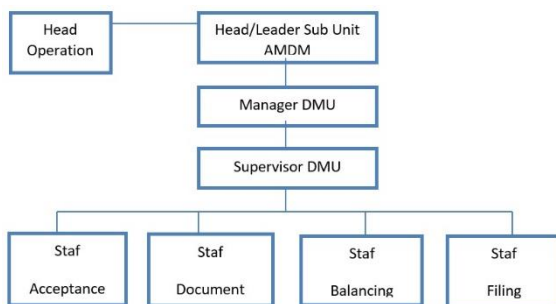 Head
Operation
Head/Leader Sub Unit
AMDM
Manager DMU
Supervisor DMU
Staf
Acceptance
Staf
Document
Staf
Balancing
Staf
Filing